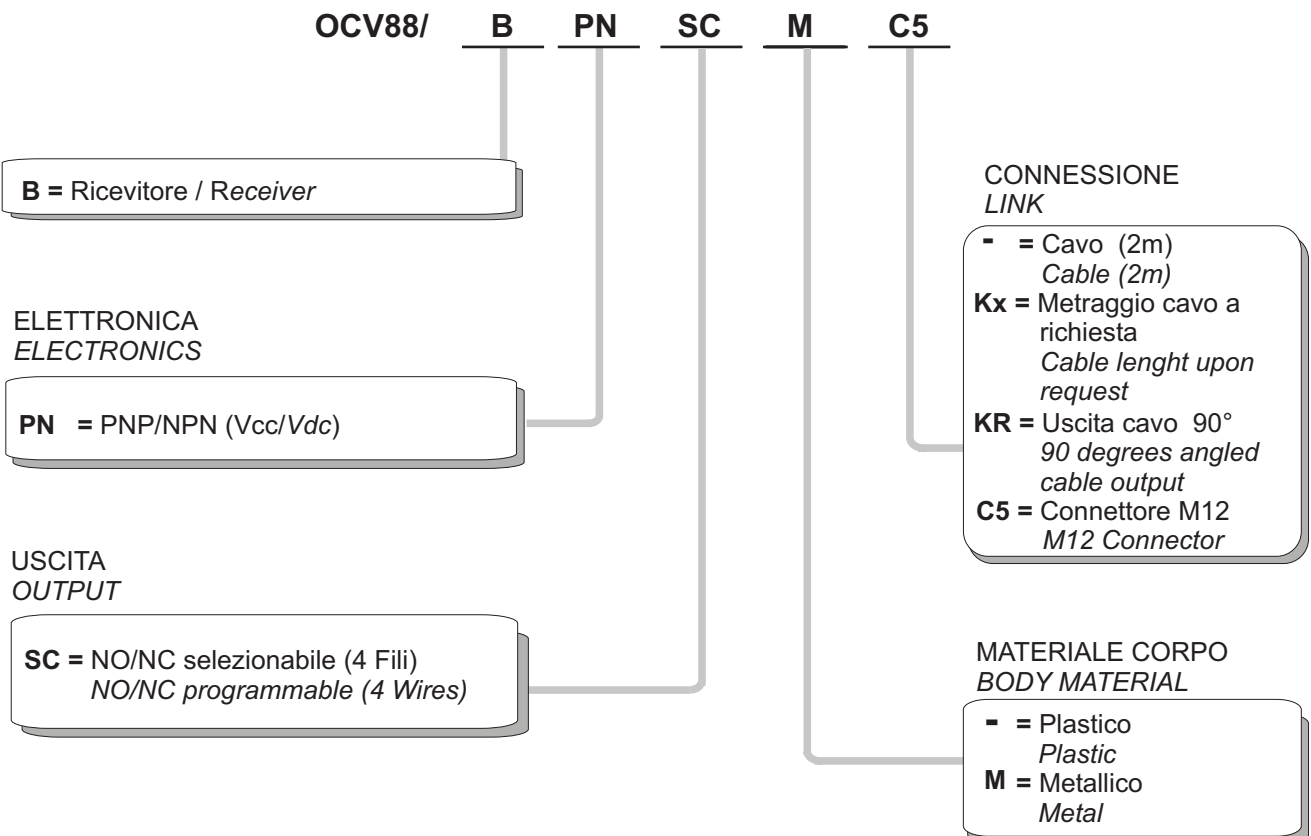 OCV88/ B PN SC M C5
B = Ricevitore / Receiver
ELETTRONICA
ELECTRONICS
PN = PNP/NPN (Vcc/Vdc)
USCITA
OUTPUT
SC = NO/NC selezionabile (4 Fili)
NO/NC programmable (4 Wires)
CONNESSIONE
LINK
- = Cavo (2m)
Cable (2m)
Kx = Metraggio cavo a
richiesta
Cable lenght upon
request
KR = Uscita cavo 90°
90 degrees angled
cable output
C5 = Connettore M12
M12 Connector
MATERIALE CORPO
BODY MATERIAL
- = Plastico
Plastic
M = Metallico
Metal